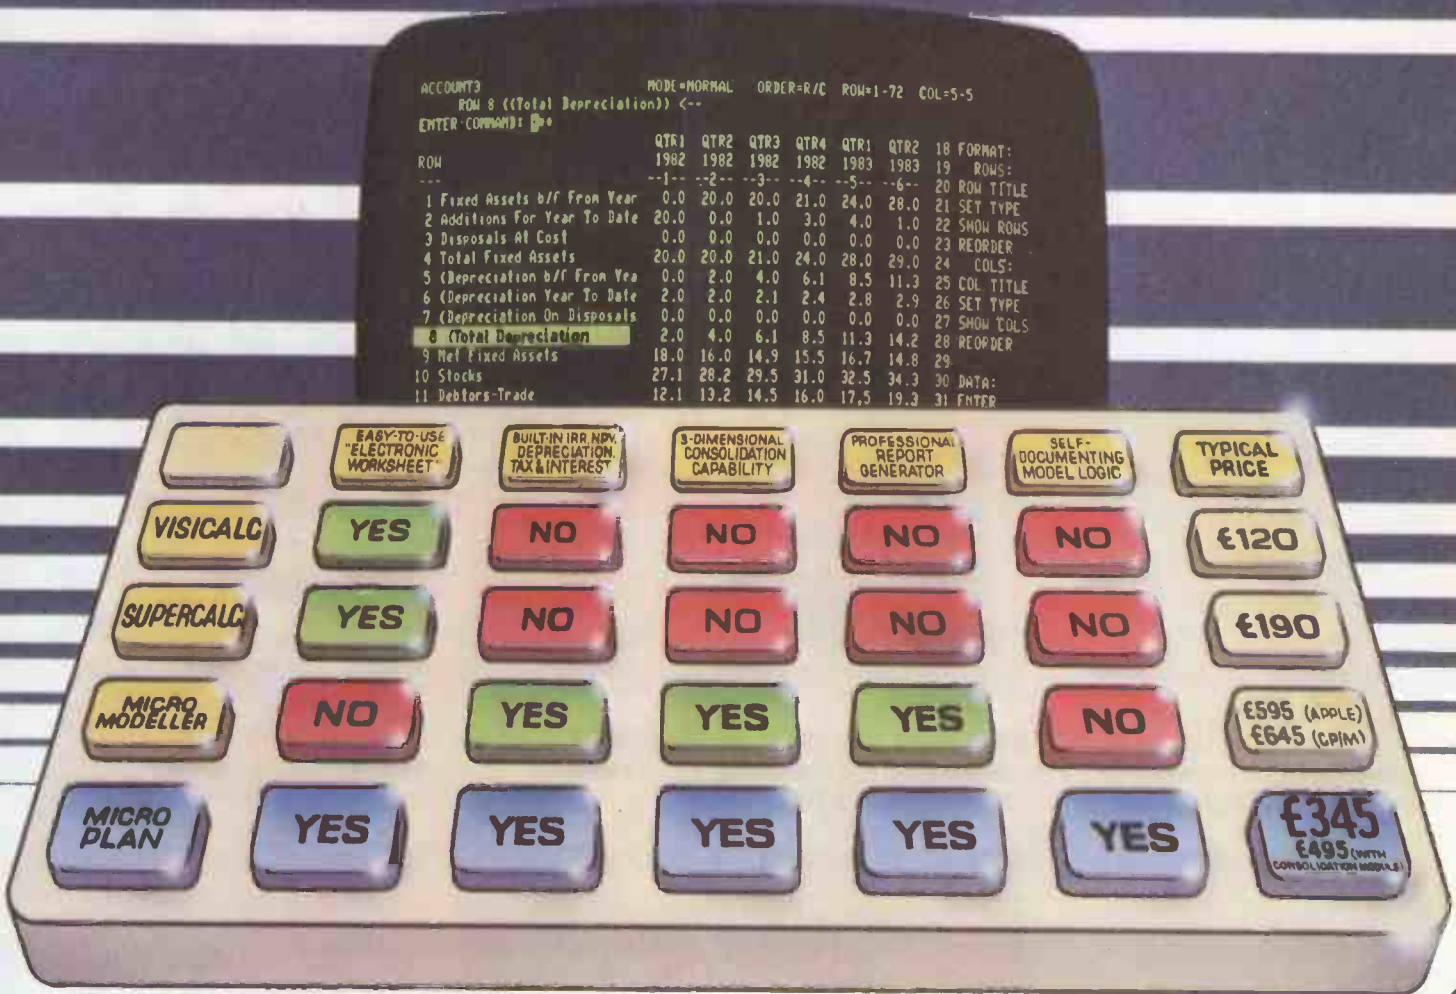 ACCOUNT3 MODE=NORMAL ORDER=R/C ROW=1-72 COL=5-5
ROW 8 ((Total Depreciation)) <--
ENTER COMMAND:
QTR1 QTR2 QTR3 QTR4 QTR1 QTR2 18 FORMAT:
ROW 1982 1982 1982 1982 1983 1983 19 ROWS:
--- --1-- --2-- --3-- --4-- --5-- --6-- 20 ROW TITLE
1 Fixed Assets b/f From Year 0.0 20.0 20.0 21.0 24.0 28.0 21 SET TYPE
2 Additions For Year To Date 20.0 0.0 1.0 3.0 4.0 1.0 22 SHOW ROWS
3 Disposals At Cost 0.0 0.0 0.0 0.0 0.0 0.0 23 REORDER
4 Total Fixed Assets 20.0 20.0 21.0 24.0 28.0 29.0 24 COLS:
5 (Depreciation b/f From Yea 0.0 2.0 4.0 6.1 8.5 11.3 25 COL TITLE
6 (Depreciation Year To Date 2.0 2.0 2.1 2.4 2.8 2.9 26 SET TYPE
7 (Depreciation On Disposals 0.0 0.0 0.0 0.0 0.0 0.0 27 SHOW COLS
8 (Total Depreciation 2.0 4.0 6.1 8.5 11.3 14.2 28 REORDER
9 Net Fixed Assets 18.0 16.0 14.9 15.5 16.7 14.8 29
10 Stocks 27.1 28.2 29.5 31.0 32.5 34.3 30 DATA:
11 Debtors-Trade 12.1 13.2 14.5 16.0 17.5 19.3 31 ENTER
EASY-TO-USE
"ELECTRONIC
WORKSHEET"
BUILT-IN IRR, NPV,
DEPRECIATION,
TAX & INTEREST
3-DIMENSIONAL
CONSOLIDATION
CAPABILITY
PROFESSIONAL
REPORT
GENERATOR
SELF-
DOCUMENTING
MODEL LOGIC
TYPICAL
PRICE
VISICALC YES NO NO NO NO £120
SUPERCALC YES NO NO NO NO £190
MICRO
MODELLER
NO YES YES YES NO
£595 (APPLE)
£645 (CP/M)
MICRO
PLAN
YES YES YES YES YES
£345
£495 (WITH
CONSOLIDATION MODULE)